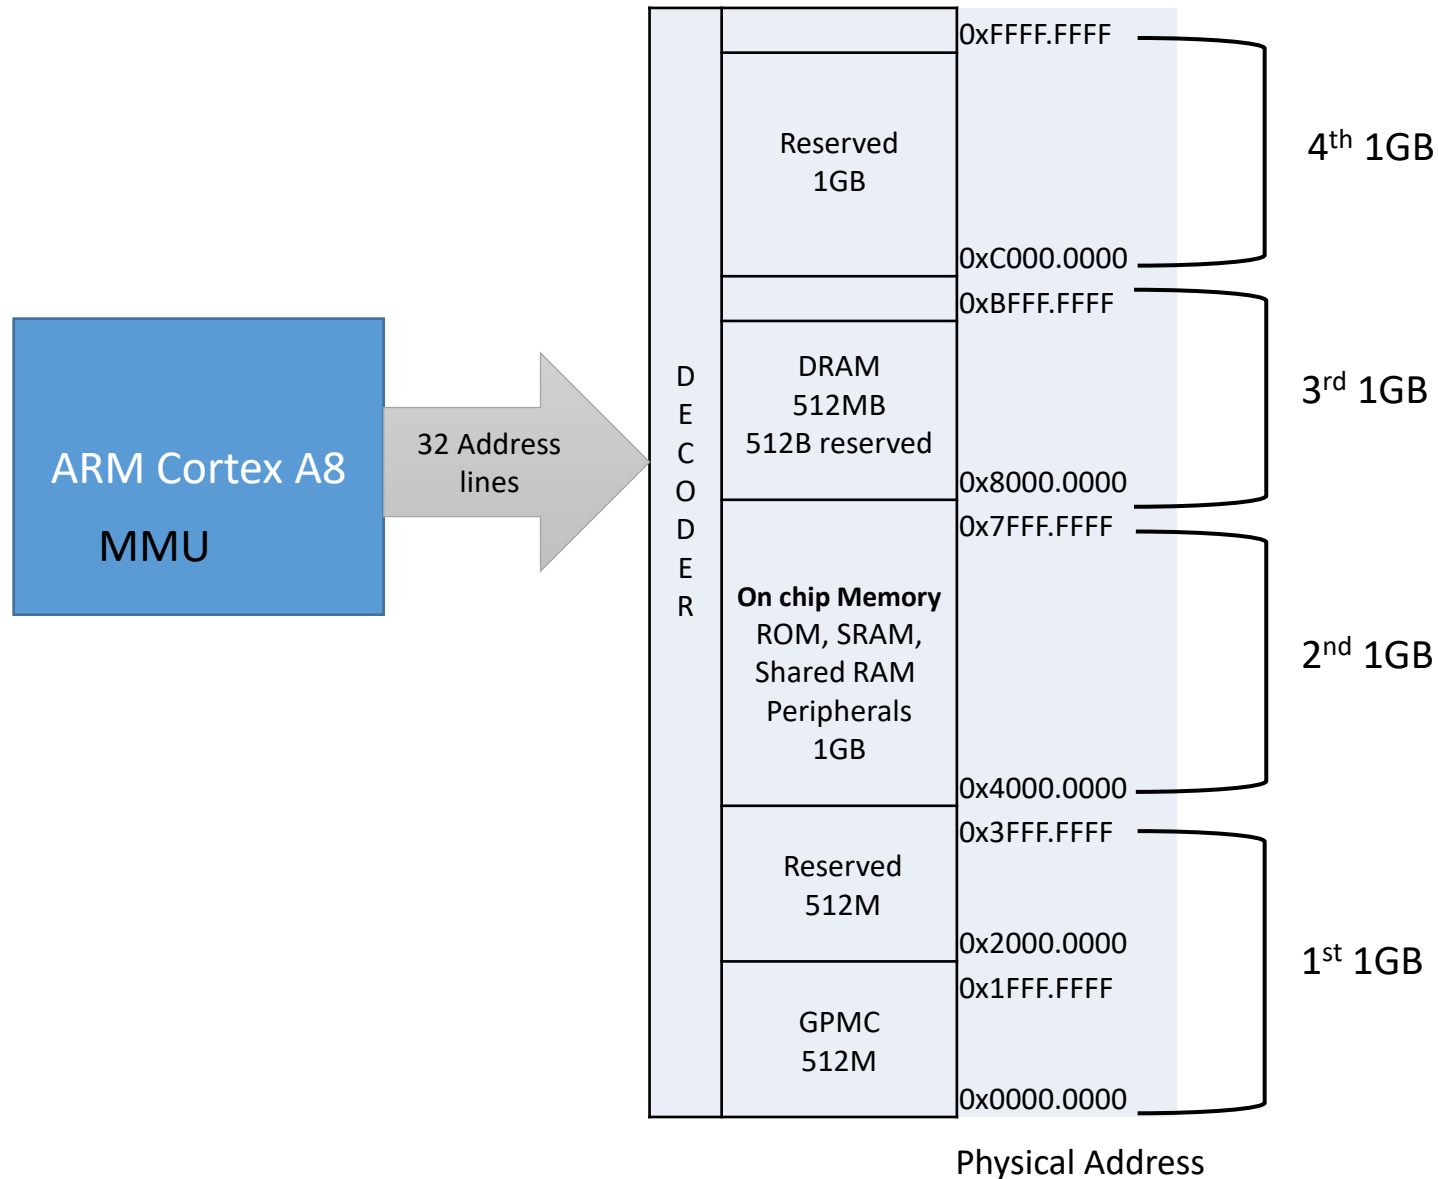 ARM Cortex A8
MMU
32 Address
lines
D
E
C
O
D
E
R
0xFFFF.FFFF
Reserved
1GB
0xC000.0000
4th 1GB
0xBFFF.FFFF
DRAM
512MB
512B reserved
0x8000.0000
3rd 1GB
0x7FFF.FFFF
On chip Memory
ROM, SRAM,
Shared RAM
Peripherals
1GB
0x4000.0000
2nd 1GB
0x3FFF.FFFF
Reserved
512M
0x2000.0000
0x1FFF.FFFF
GPMC
512M
0x0000.0000
1st 1GB
Physical Address